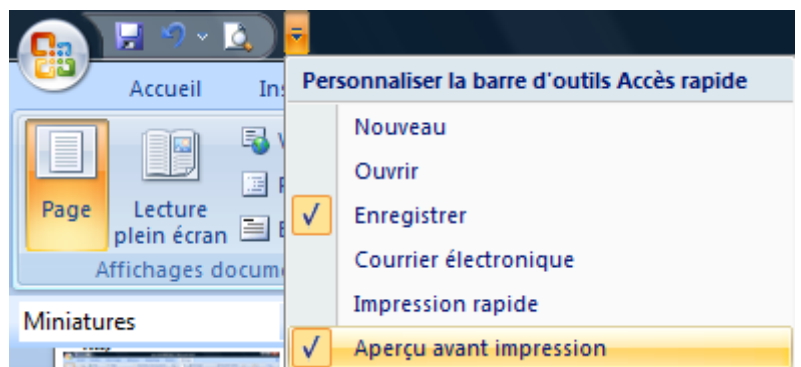 Accueil
Personnaliser la barre d'outils Accès rapide
Nouveau
Ouvrir
Enregistrer
Courrier électronique
Impression rapide
Aperçu avant impression
Page
Lecture
plein écran
Affichages
Miniatures